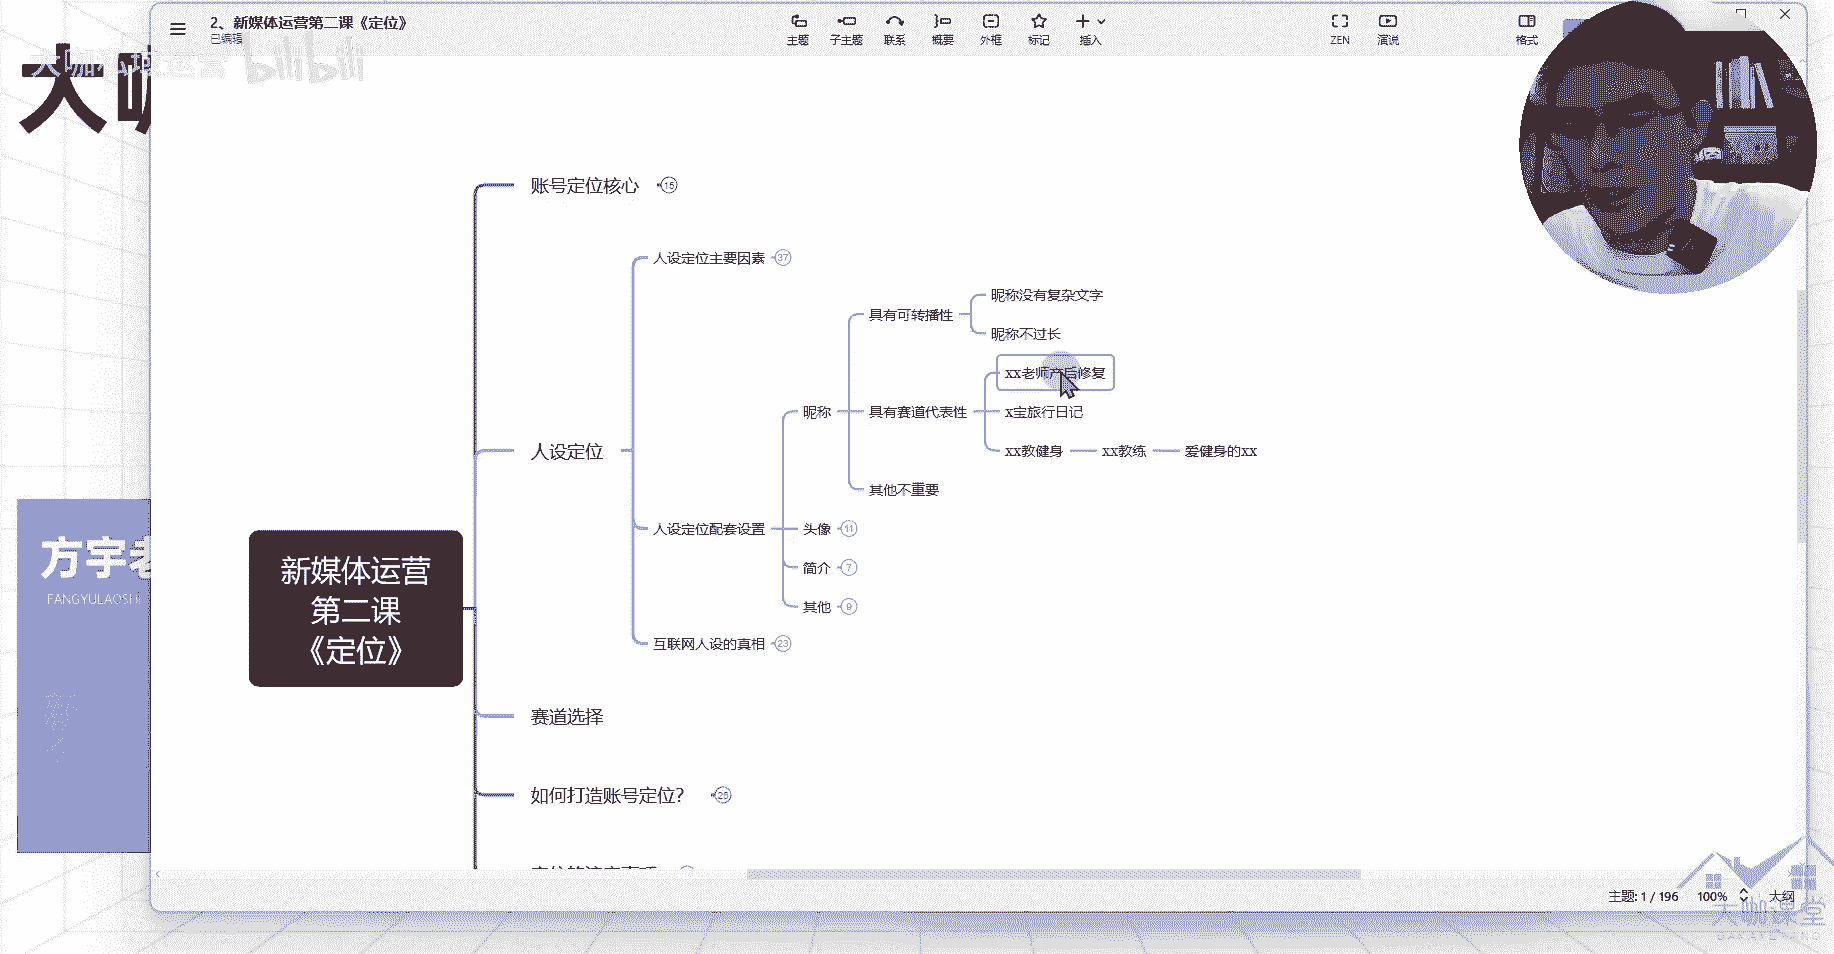 2、新媒体运营第二课《定位》
已编辑
主题
子主题
联系
概要
外框
标记
插入
ZEN
演说
格式
大咖私域运营
bilibili
大咖
账号定位核心
15
人设定位主要因素
37
昵称没有复杂文字
具有可转播性
昵称不过长
xx老师产后修复
昵称
具有赛道代表性
x宝旅行日记
人设定位
xx教健身
xx教练
爱健身的xx
其他不重要
人设定位配套设置
头像
11
简介
7
其他
9
互联网人设的真相
23
新媒体运营
第二课
《定位》
方宇老
FANGYULAOSHI
赛道选择
如何打造账号定位?
主题: 1 / 196
100%
大纲
大咖课堂